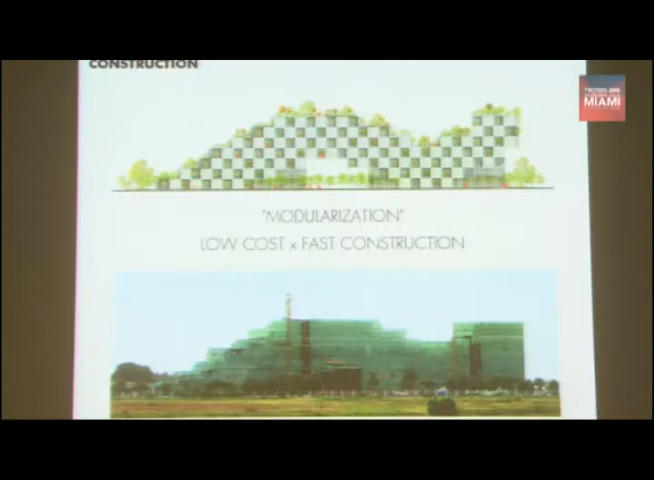 CONSTRUCTION
MIAMI
"MODULARIZATION"
LOW COST x FAST CONSTRUCTION